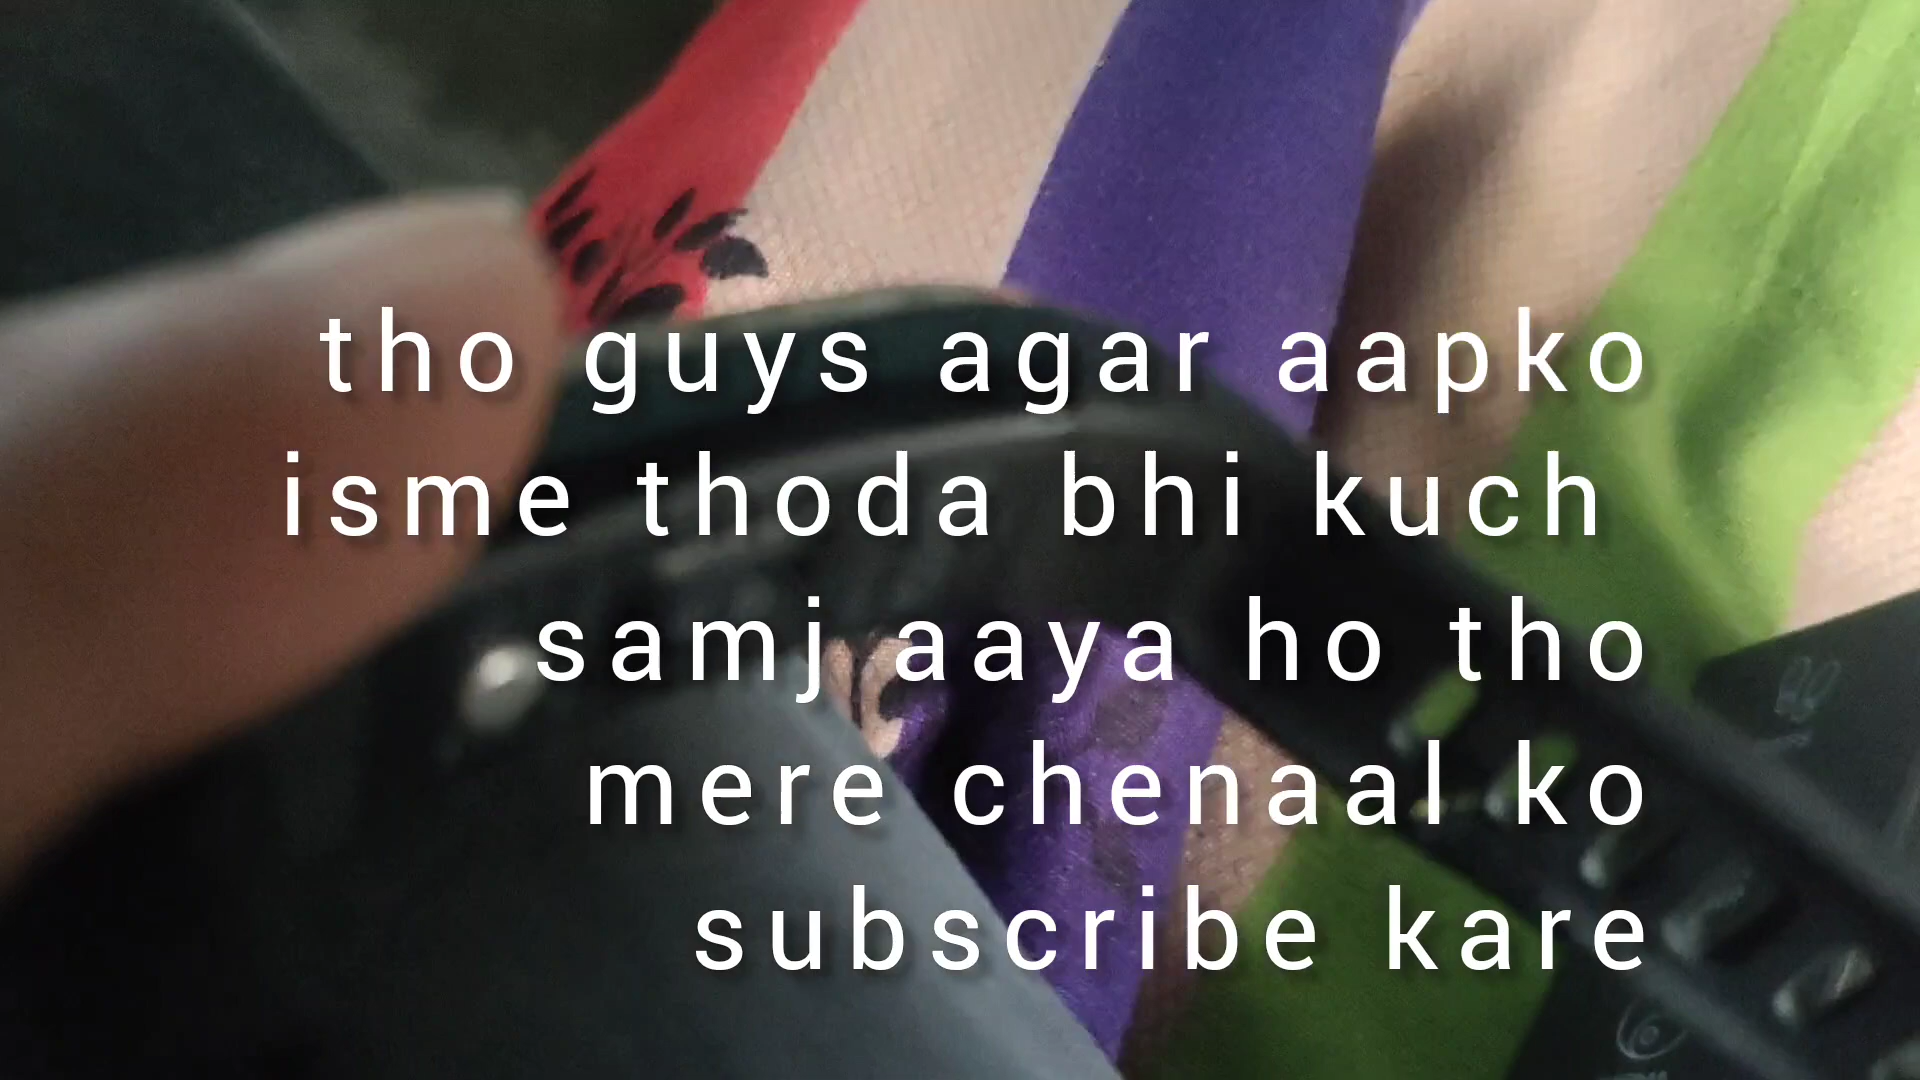 tho guys agar aapko
isme thoda bhi kuch
samj aaya ho tho
mere chenaal ko
subscribe kare